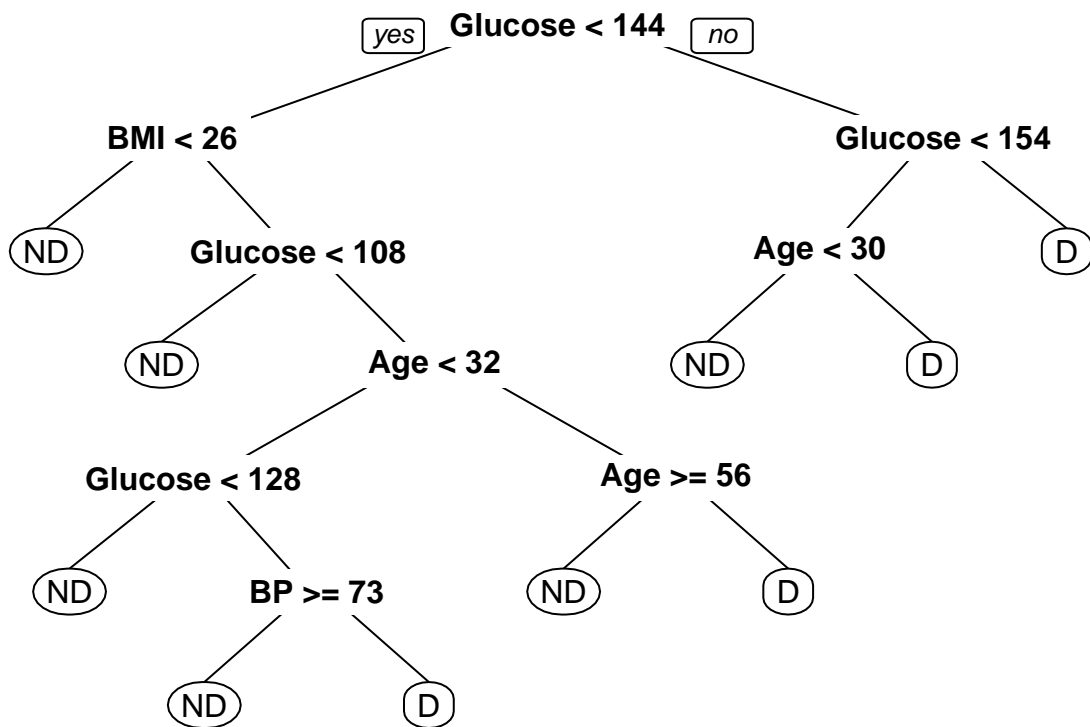 yes Glucose < 144 no
BMI < 26 Glucose < 154
ND Glucose < 108 Age < 30 D
ND Age < 32 ND D
Glucose < 128 Age >= 56
ND BP >= 73 ND D
ND D